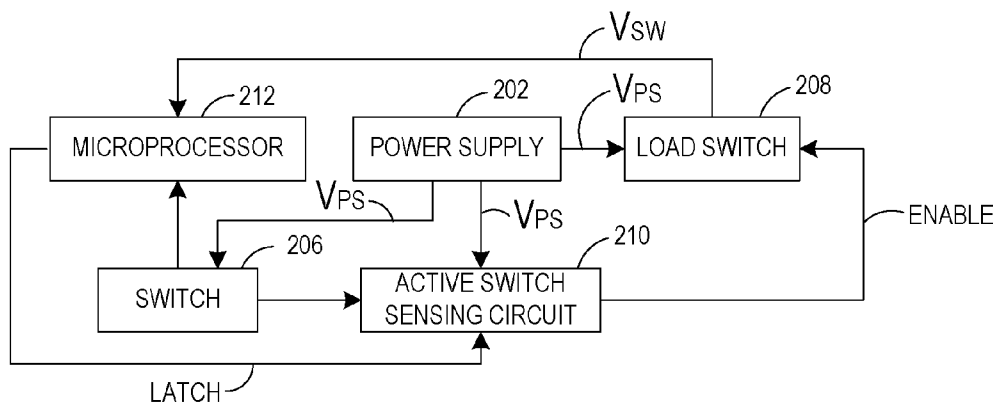 VSW
212
202
VPS
208
MICROPROCESSOR
POWER SUPPLY
LOAD SWITCH
VPS
VPS
ENABLE
206
210
SWITCH
ACTIVE SWITCH
SENSING CIRCUIT
LATCH